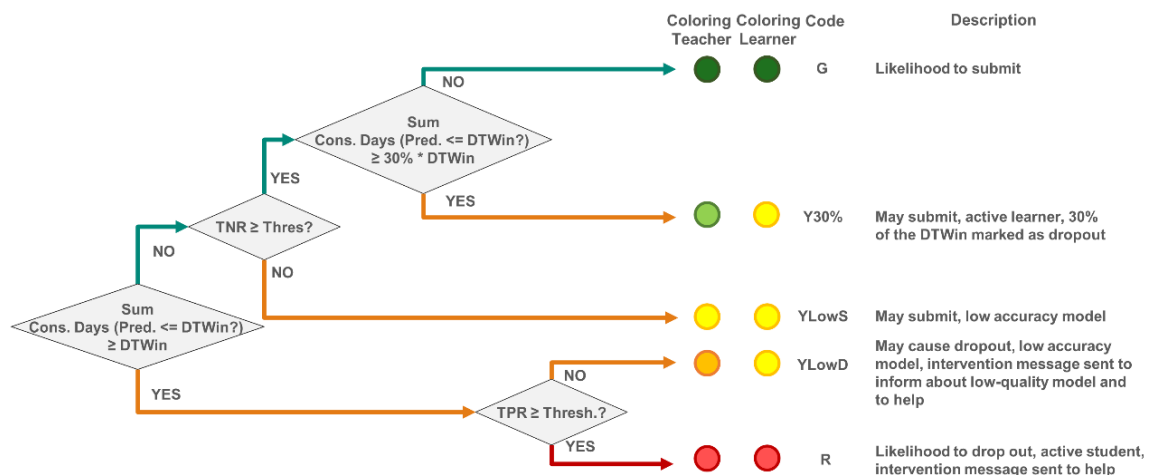 Coloring Coloring Code Description
Teacher Learner
NO
G Likelihood to submit
Sum
Cons. Days (Pred. <= DTWin?)
≥ 30% * DTWin
YES
YES
TNR ≥ Thres?
Y30% May submit, active learner, 30%
of the DTWin marked as dropout
NO
NO
Sum
Cons. Days (Pred. <= DTWin?)
≥ DTWin
YLowS May submit, low accuracy model
YLowD May cause dropout, low accuracy
model, intervention message sent to
inform about low-quality model and
to help
NO
YES
TPR ≥ Thresh.?
YES
R Likelihood to drop out, active student,
intervention message sent to help